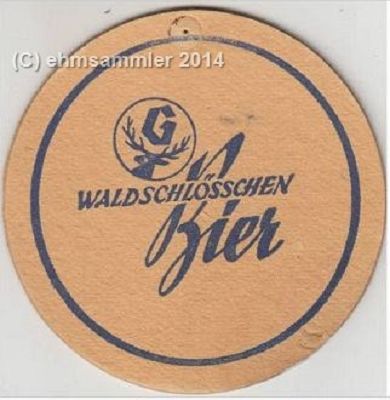 (C) ehmsammler 2014
G
WALDSCHLÖSSCHEN
Bier